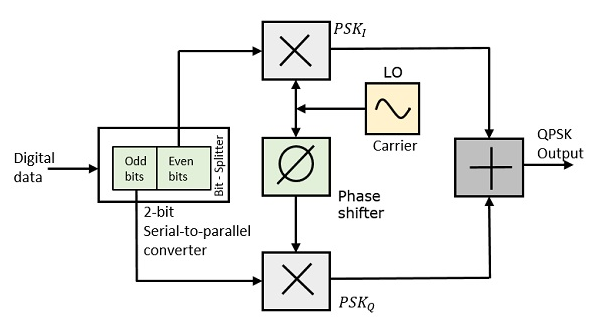 PSK_I
LO
Carrier
Digital
data
Odd
bits
Even
bits
Bit - Splitter
QPSK
Output
2-bit
Serial-to-parallel
converter
Phase
shifter
PSK_Q